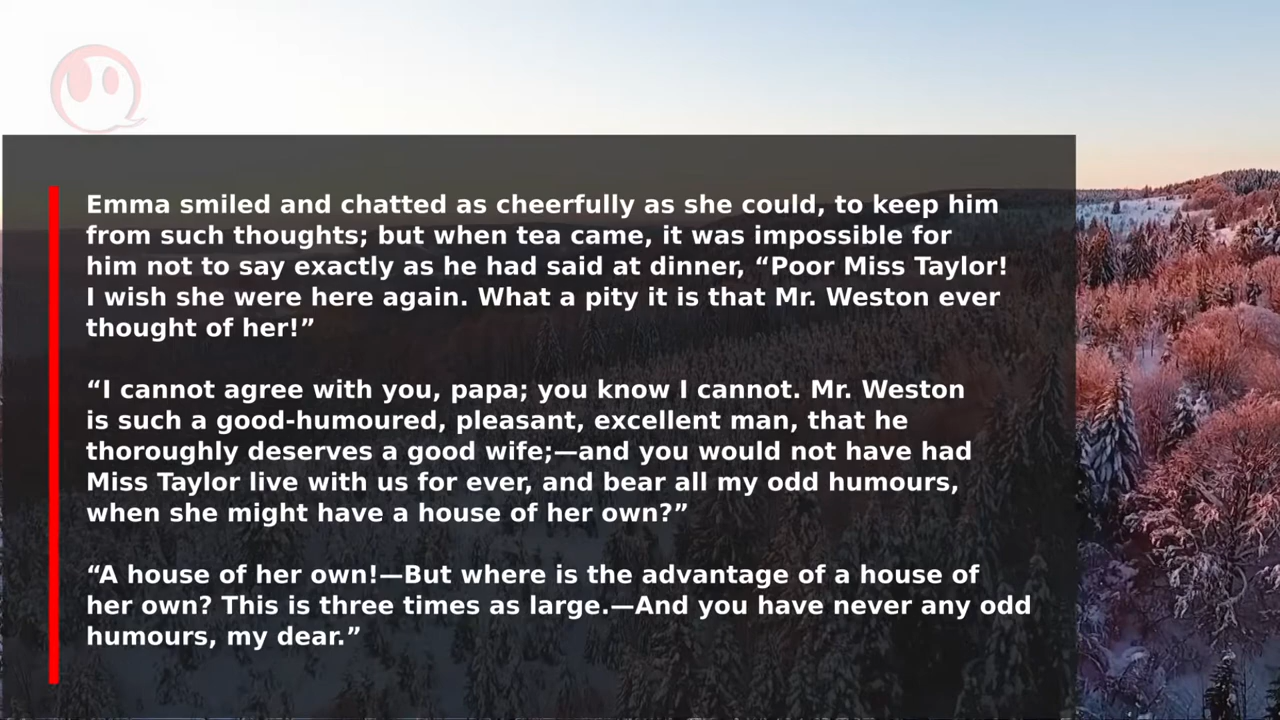 Emma smiled and chatted as cheerfully as she could, to keep him
from such thoughts; but when tea came, it was impossible for
him not to say exactly as he had said at dinner, “Poor Miss Taylor!
I wish she were here again. What a pity it is that Mr. Weston ever
thought of her!”
“I cannot agree with you, papa; you know I cannot. Mr. Weston
is such a good-humoured, pleasant, excellent man, that he
thoroughly deserves a good wife;—and you would not have had
Miss Taylor live with us for ever, and bear all my odd humours,
when she might have a house of her own?”
“A house of her own!—But where is the advantage of a house of
her own? This is three times as large.—And you have never any odd
humours, my dear.”